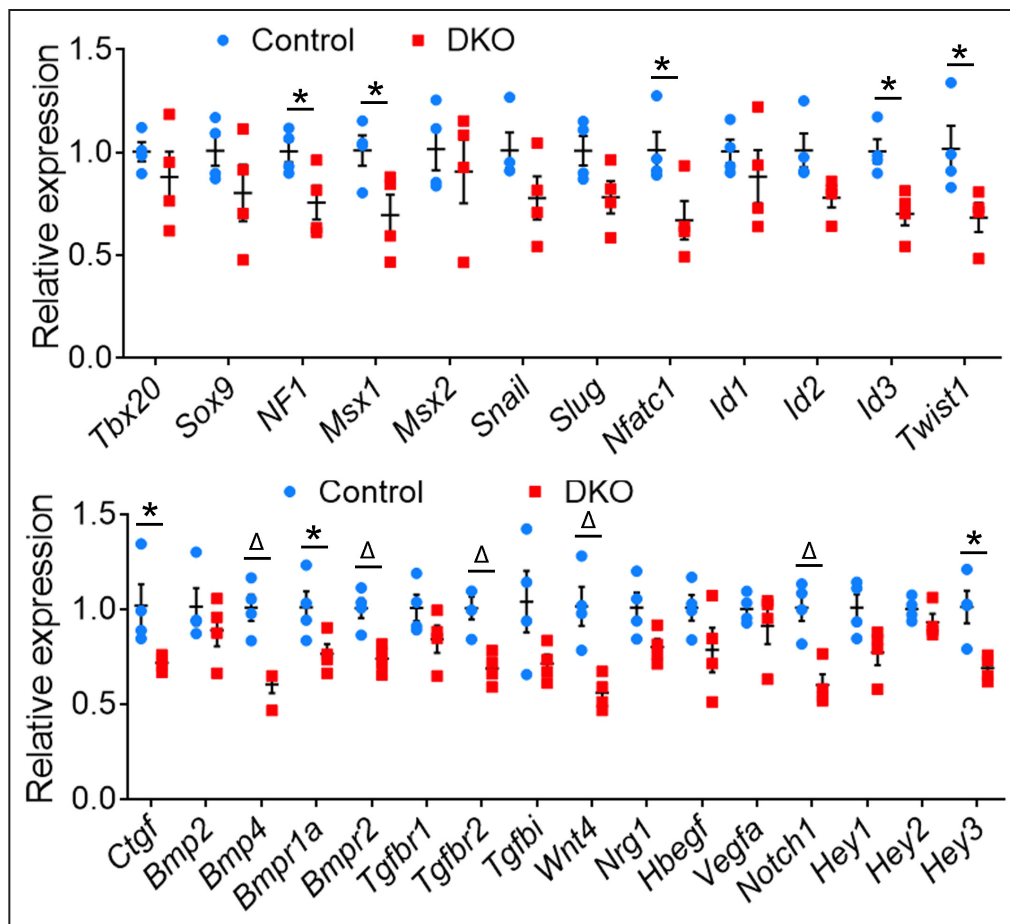 Control DKO
* * * * *
1.5
1.0
0.5
0.0
Relative expression
Tbx20 Sox9 NF1 Msx1 Msx2 Snail Slug Nfatc1 Id1 Id2 Id3 Twist1
Control DKO
* Δ * Δ Δ Δ Δ *
1.5
1.0
0.5
0.0
Relative expression
Ctgf Bmp2 Bmp4 Bmpr1a Bmpr2 Tgfbr1 Tgfbr2 Tgfbi Wnt4 Nrg1 Hbegf Vegfa Notch1 Hey1 Hey2 Hey3